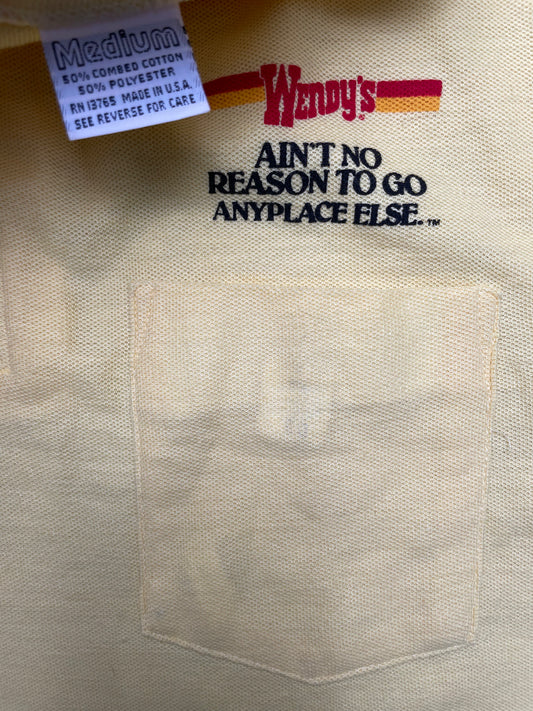 Medium
50% COMBED COTTON
50% POLYESTER
RN 13765 MADE IN U.S.A.
SEE REVERSE FOR CARE
WENDY'S
AIN'T NO
REASON TO GO
ANYPLACE ELSE.™